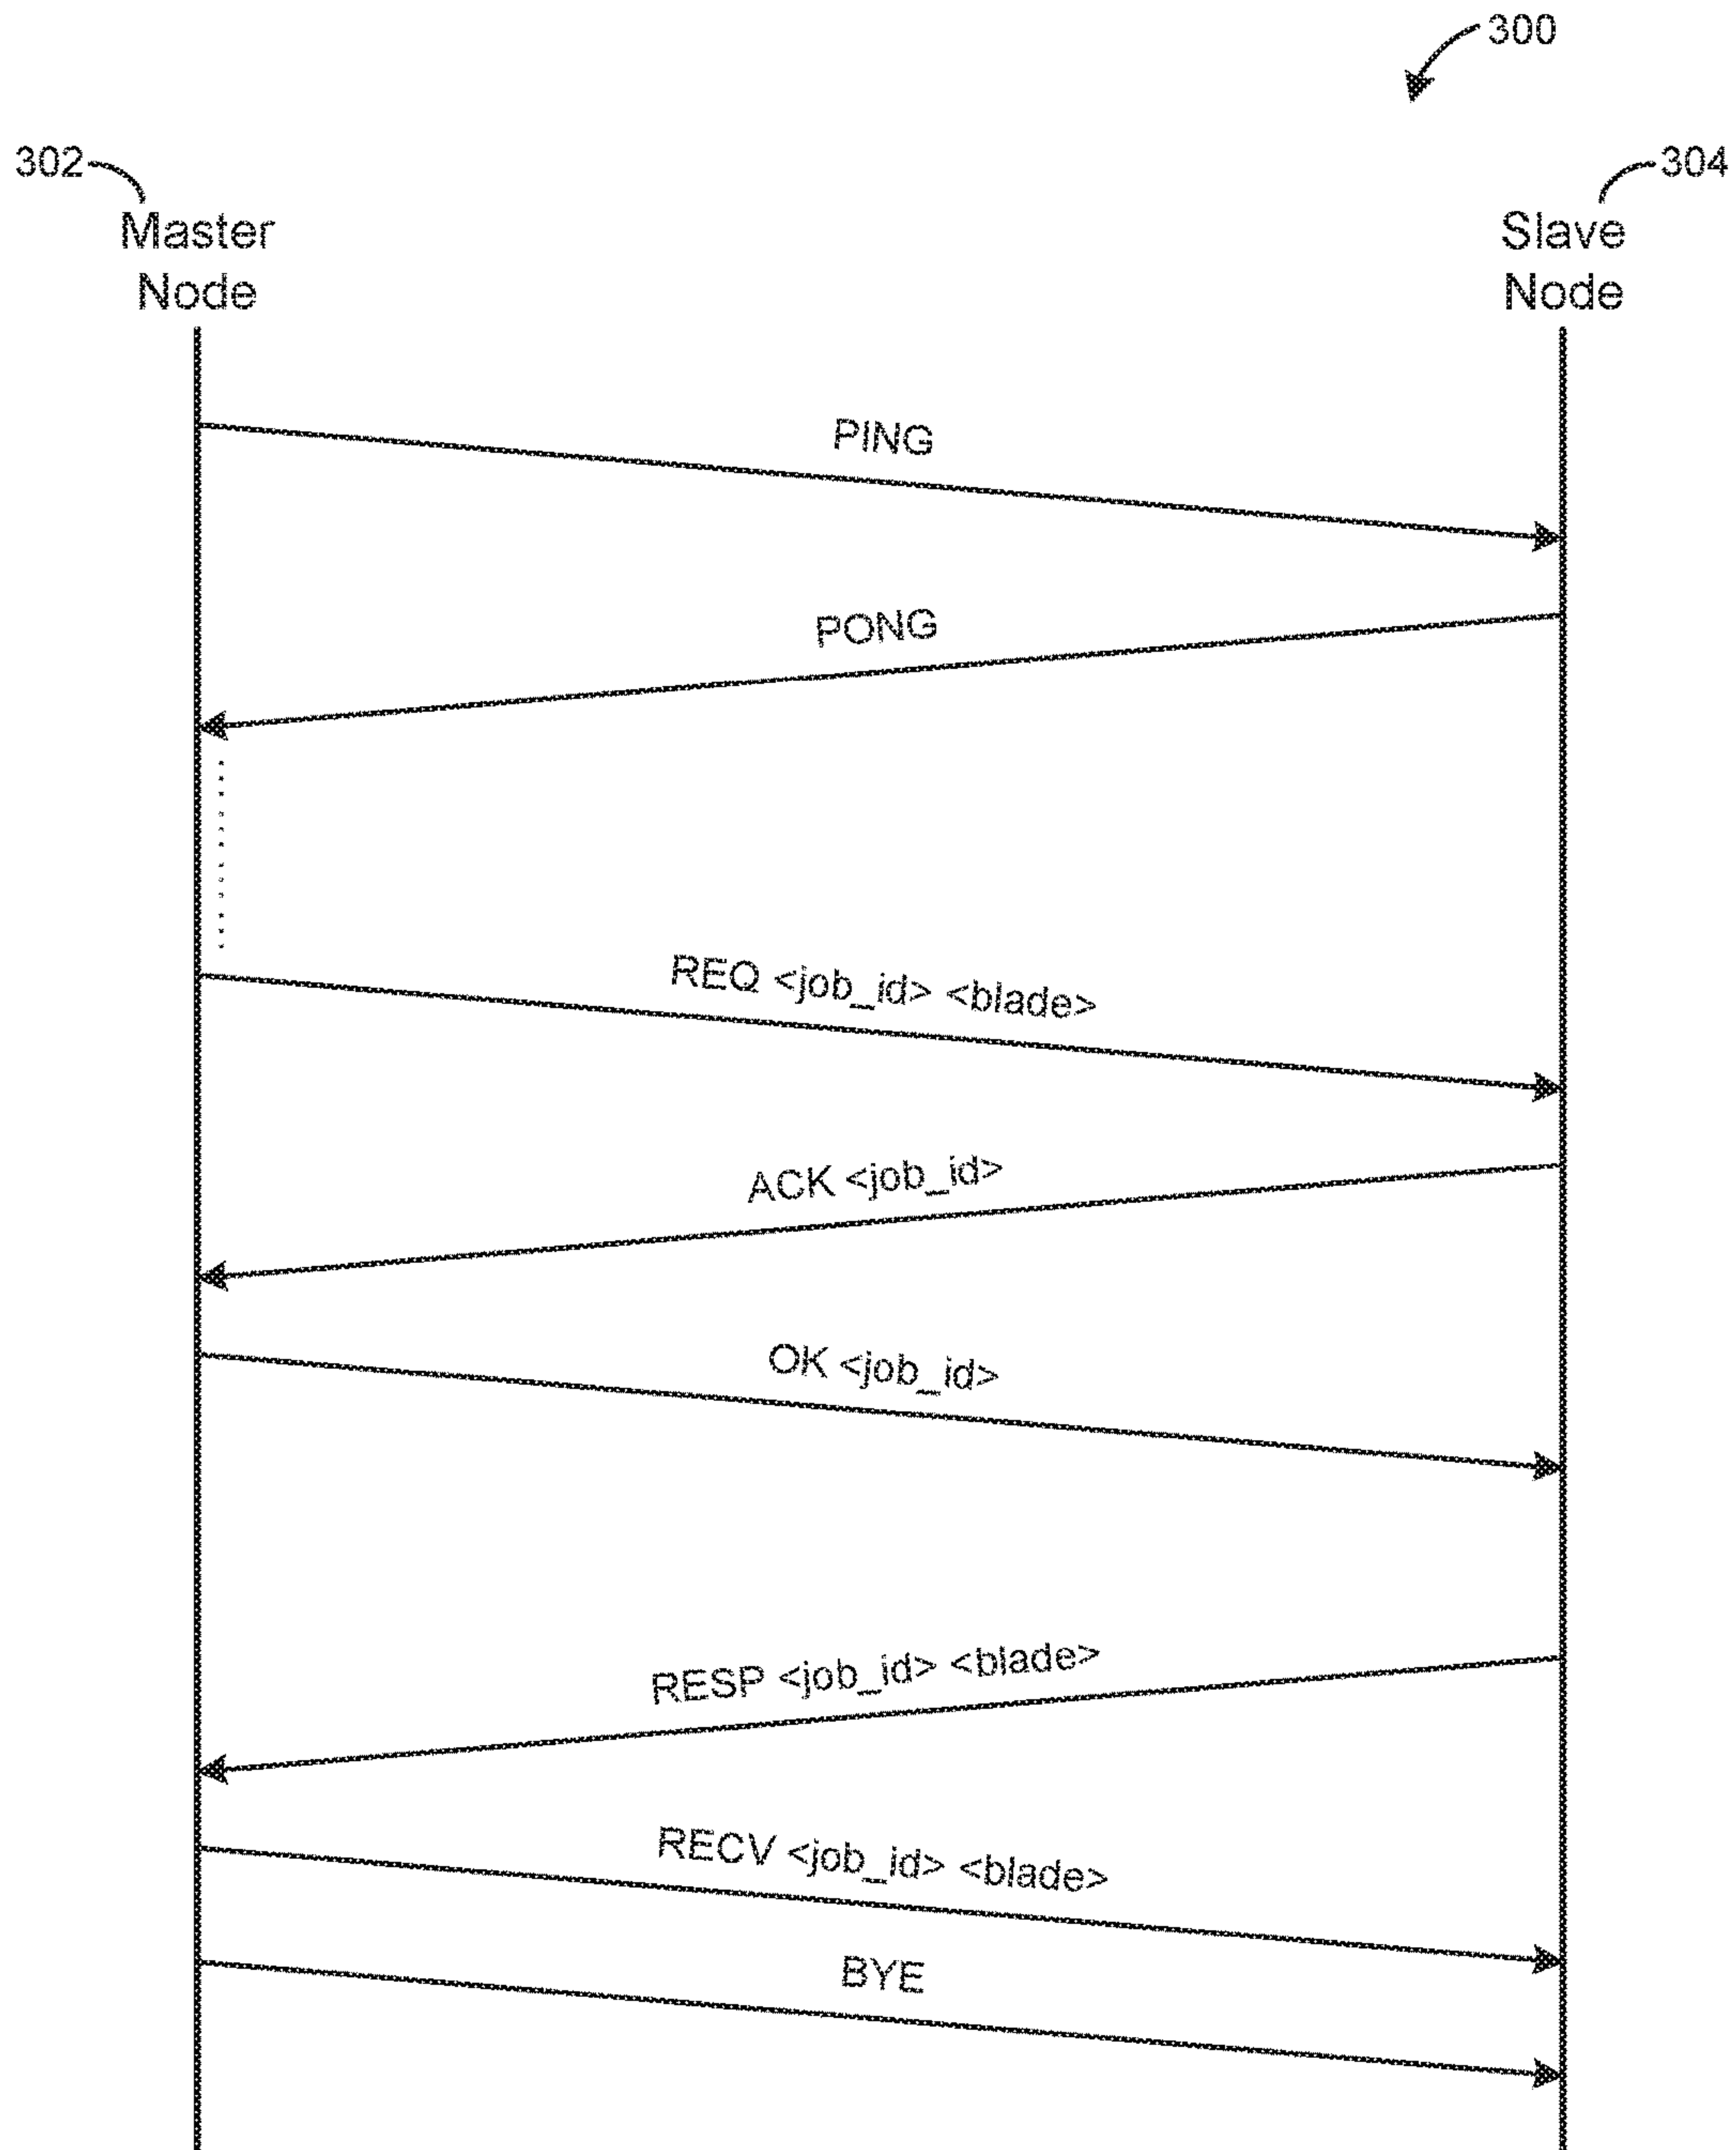 300
302
304
Master
Node
Slave
Node
PING
PONG
REQ <job_id> <blade>
ACK <job_id>
OK <job_id>
RESP <job_id> <blade>
RECV <job_id> <blade>
BYE